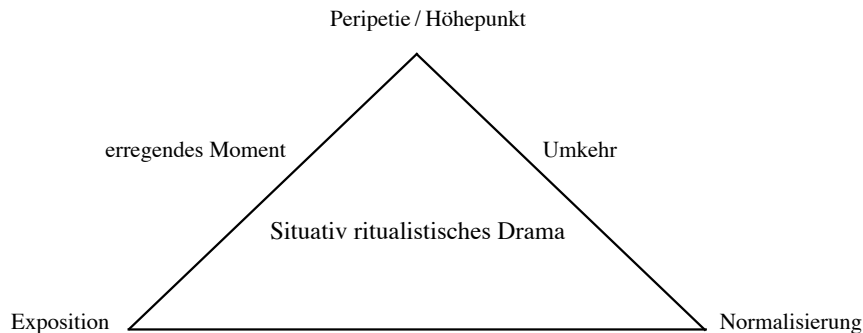 Peripetie / Höhepunkt
erregendes Moment
Umkehr
Situativ ritualistisches Drama
Exposition
Normalisierung